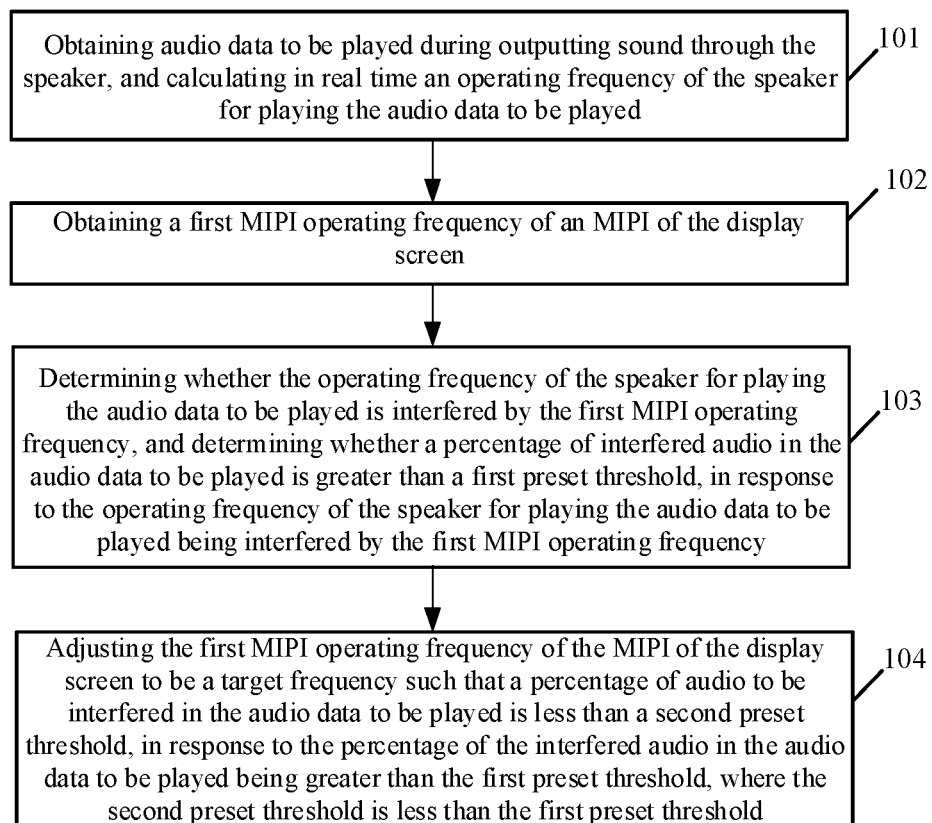 Obtaining audio data to be played during outputting sound through the
speaker, and calculating in real time an operating frequency of the speaker
for playing the audio data to be played
101
Obtaining a first MIPI operating frequency of an MIPI of the display
screen
102
Determining whether the operating frequency of the speaker for playing
the audio data to be played is interfered by the first MIPI operating
frequency, and determining whether a percentage of interfered audio in the
audio data to be played is greater than a first preset threshold, in response
to the operating frequency of the speaker for playing the audio data to be
played being interfered by the first MIPI operating frequency
103
Adjusting the first MIPI operating frequency of the MIPI of the display
screen to be a target frequency such that a percentage of audio to be
interfered in the audio data to be played is less than a second preset
threshold, in response to the percentage of the interfered audio in the audio
data to be played being greater than the first preset threshold, where the
second preset threshold is less than the first preset threshold
104